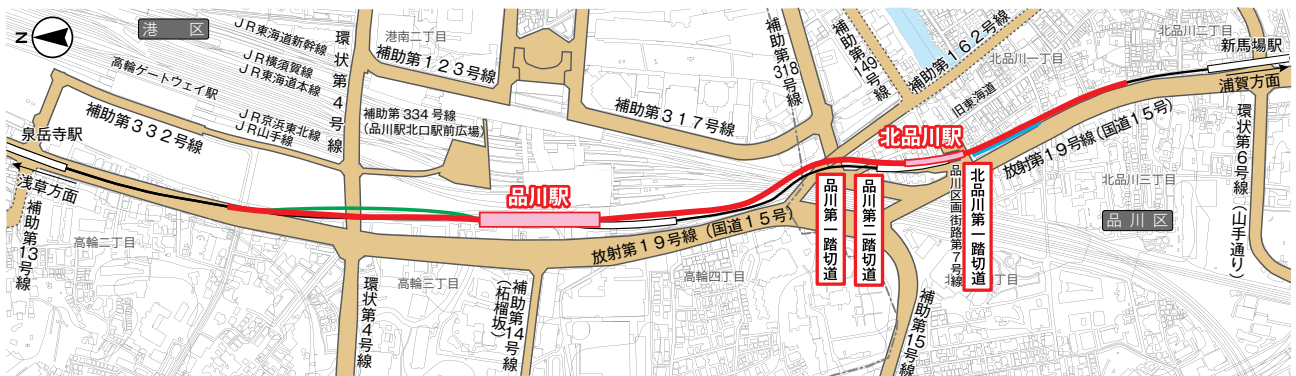 N
港 区
JR東海道新幹線
JR横須賀線
JR東海道本線
高輪ゲートウェイ駅
JR京浜東北線
JR山手線
環状第4号線
港南二丁目
補助第123号線
補助第334号線
(品川駅北口駅前広場)
補助第332号線
泉岳寺駅
浅草方面
補助第13号線
高輪二丁目
品川駅
補助第317号線
補助第318号線
補助第149号線
補助第162号線
北品川一丁目
旧東海道
北品川二丁目
新馬場駅
浦賀方面
北品川駅
放射第19号線(国道15号)
環状第6号線(山手通り)
放射第19号線(国道15号)
品川第一踏切道
品川第二踏切道
品川区画街路第7号線
北品川第一踏切道
北品川三丁目
品川区
丁目
高輪三丁目
環状第4号線
補助第14号線
(柘榴坂)
高輪四丁目
補助第15号線